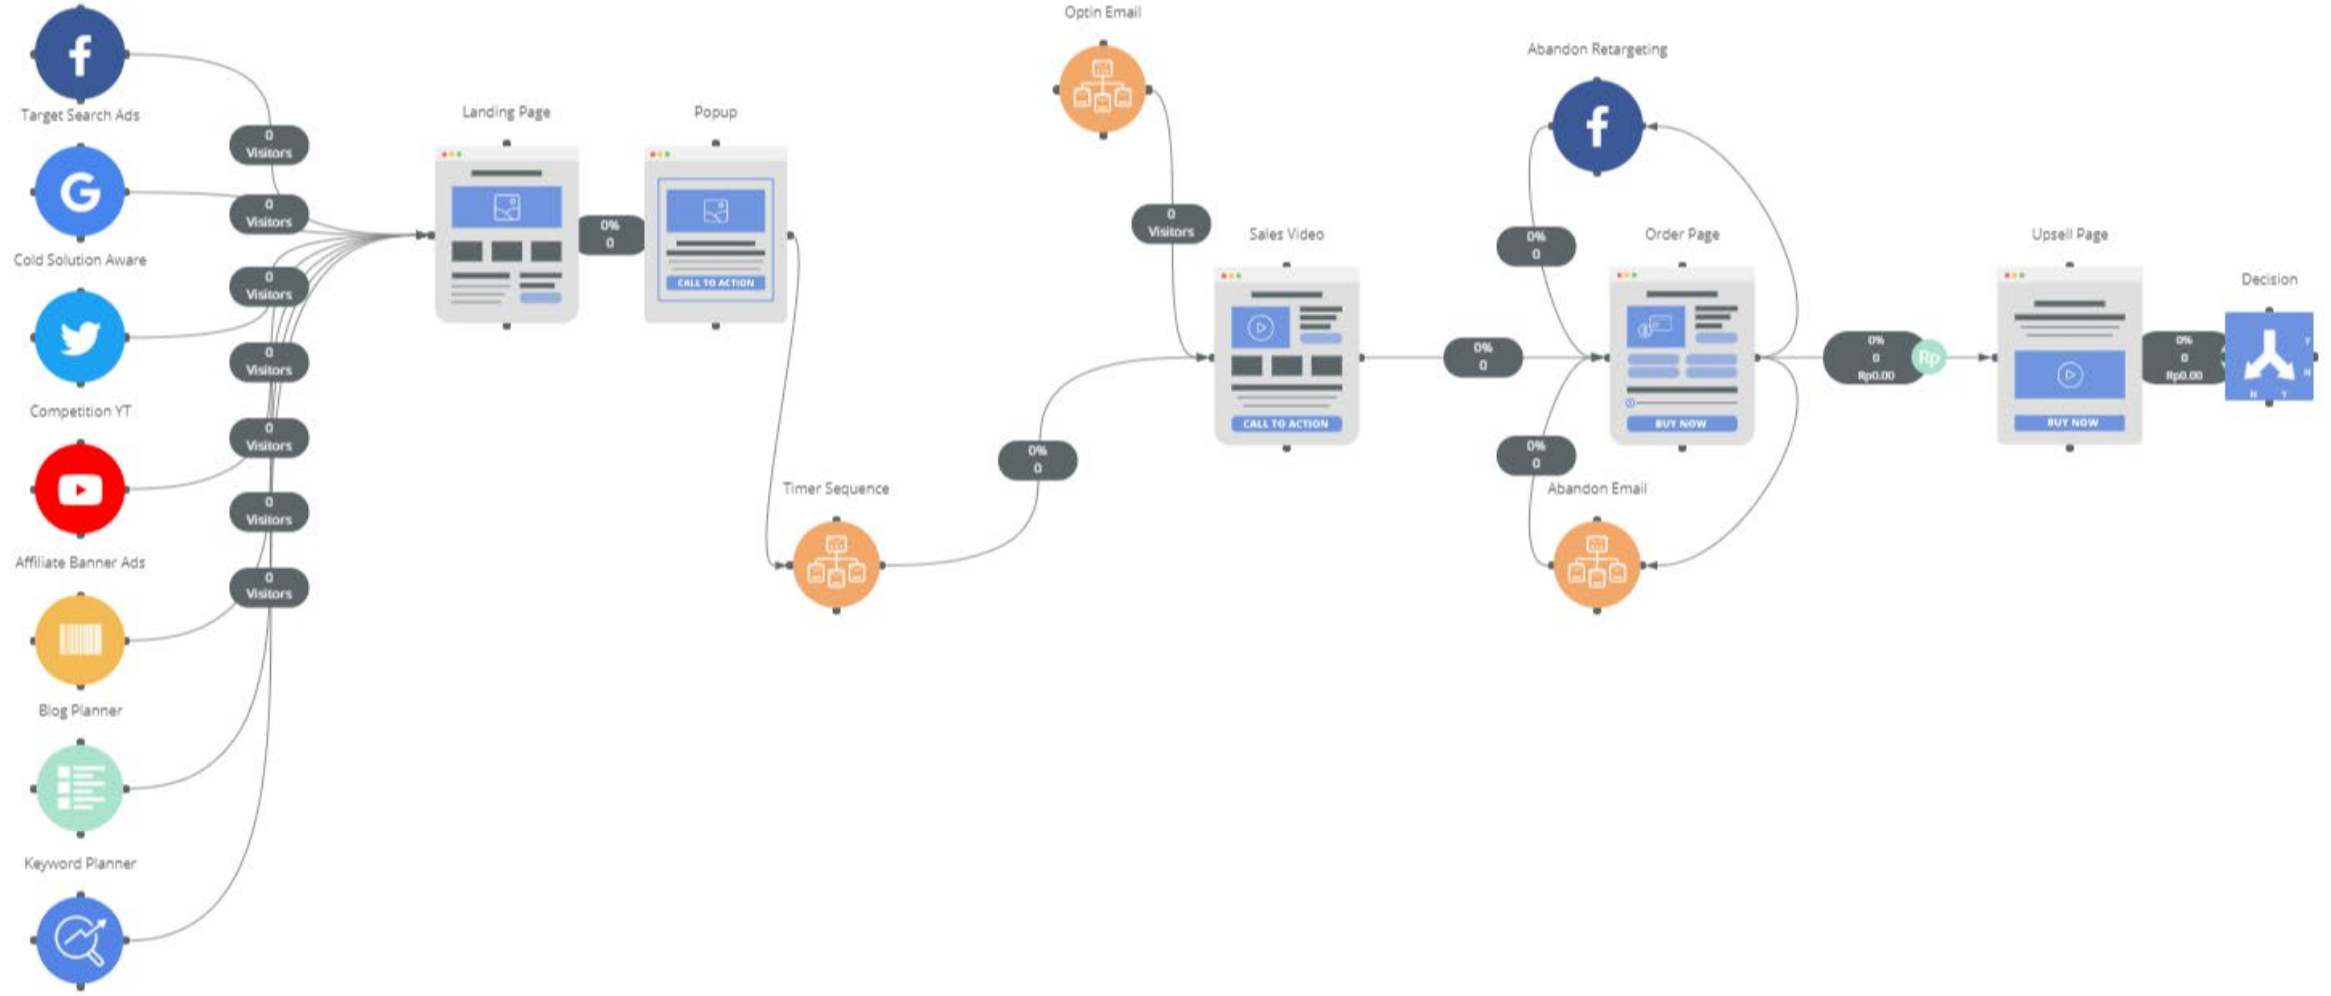 Target Search Ads
Cold Solution Aware
Competition YT
Affiliate Banner Ads
Blog Planner
Keyword Planner
0
Visitors
0
Visitors
0
Visitors
0
Visitors
0
Visitors
0
Visitors
0
Visitors
Landing Page
0%
0
Popup
CALL TO ACTION
Timer Sequence
0%
0
Optin Email
0
Visitors
Sales Video
CALL TO ACTION
0%
0
Abandon Retargeting
0%
0
0%
0
Abandon Email
Order Page
BUY NOW
0%
0
Rp0.00
Rp
Upsell Page
BUY NOW
0%
0
Rp0.00
Decision
Y
N
N
Y